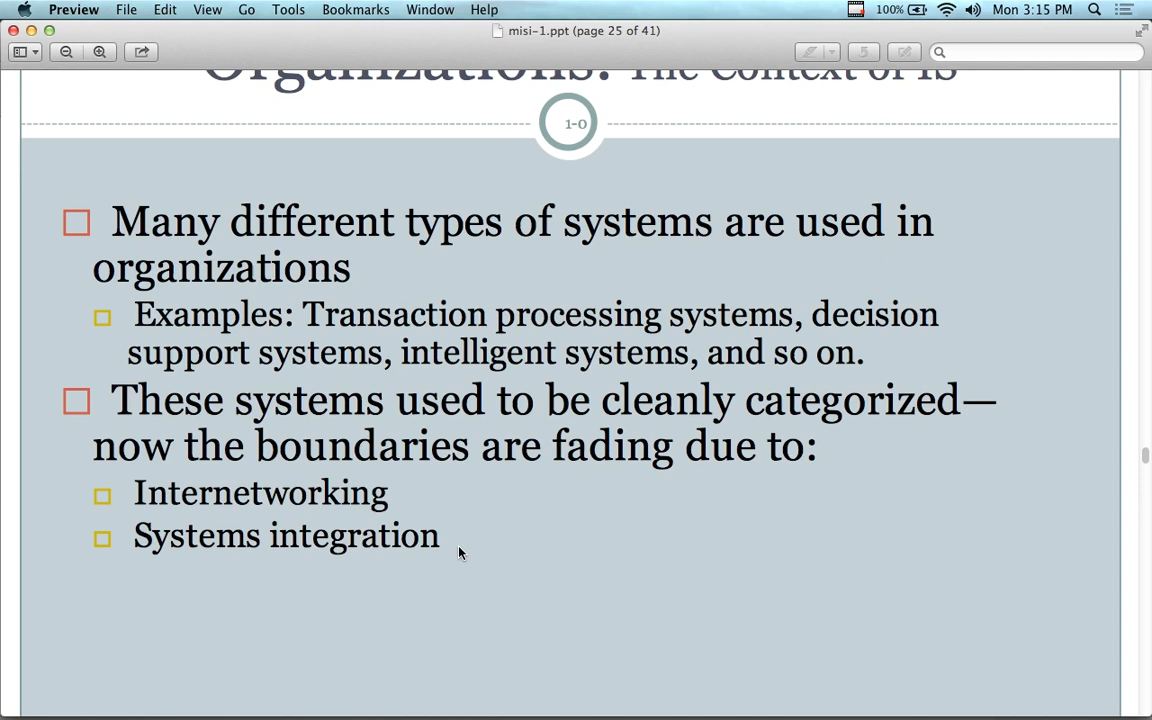 Preview File Edit View Go Tools Bookmarks Window Help 100% Mon 3:15 PM
misi-1.ppt (page 25 of 41)
Organizations: The Context of IS
1-0
Many different types of systems are used in
organizations
Examples: Transaction processing systems, decision
support systems, intelligent systems, and so on.
These systems used to be cleanly categorized—
now the boundaries are fading due to:
Internetworking
Systems integration